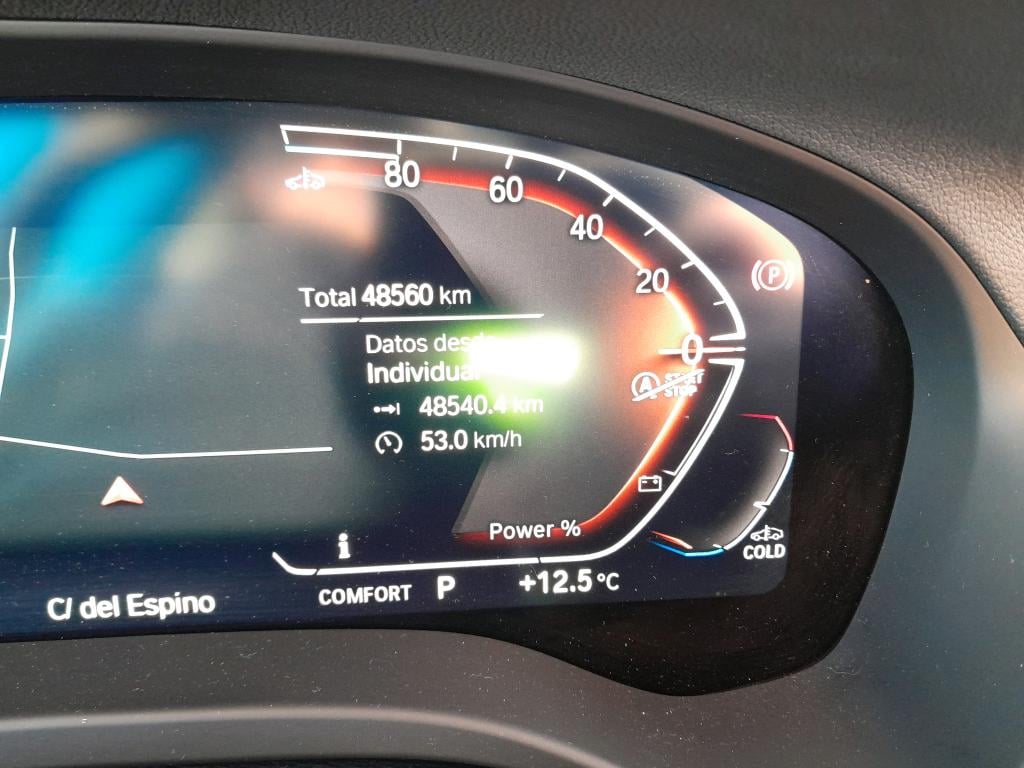 80
60
40
20
0
P
Total 48560 km
Datos
Individual
48540.4 km
53.0 km/h
A
STOP
Power %
COLD
i
COMFORT P +12.5°C
C/ del Espino